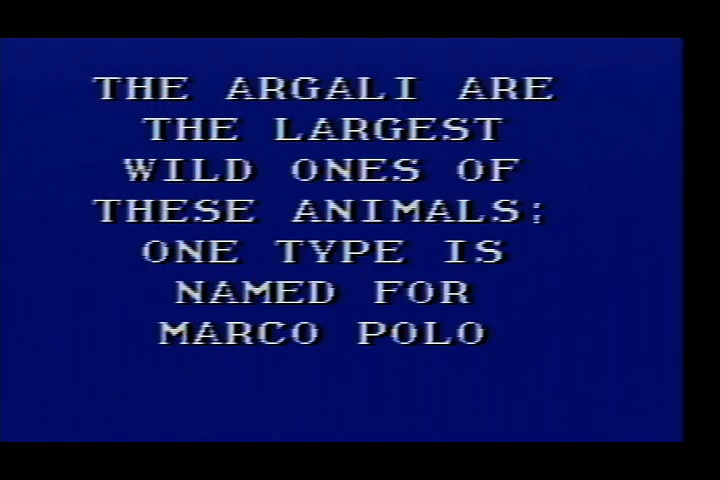 THE ARGALI ARE
THE LARGEST
WILD ONES OF
THESE ANIMALS:
ONE TYPE IS
NAMED FOR
MARCO POLO